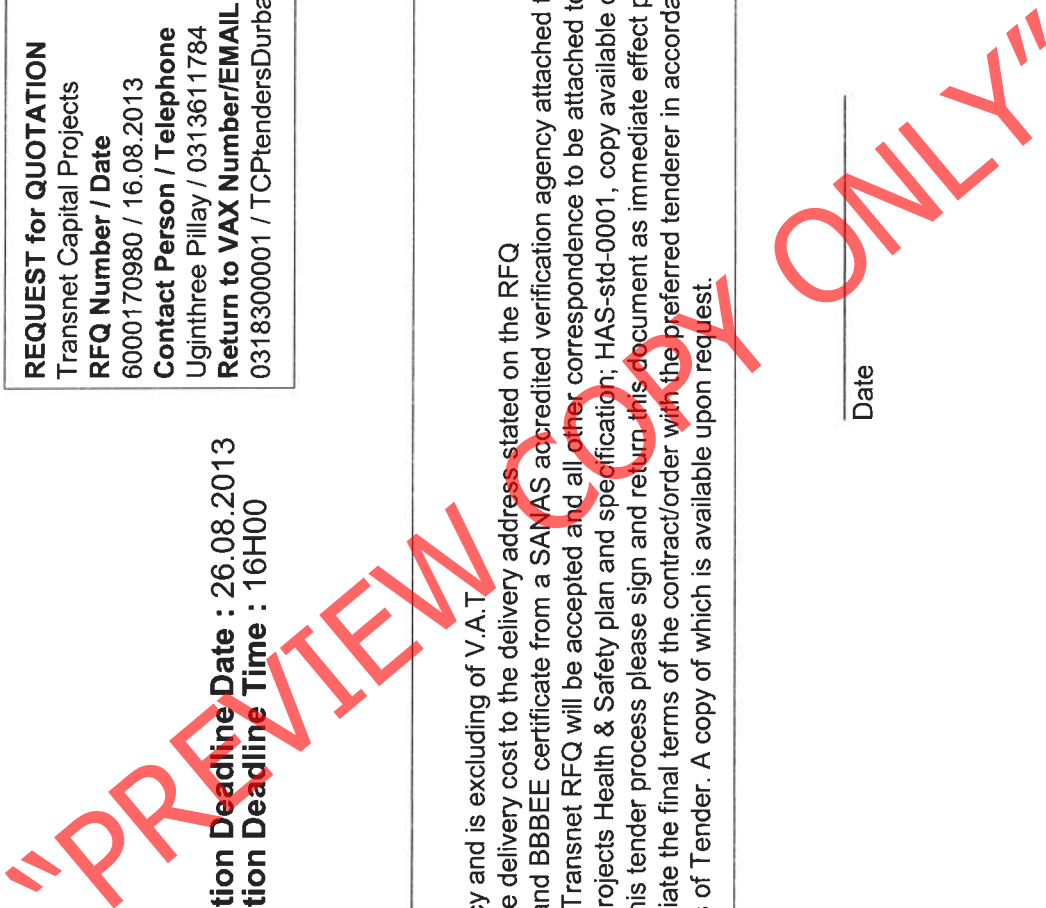 REQUEST for QUOTATION
Transnet Capital Projects
RFQ Number / Date
6000170980 / 16.08.2013
Contact Person / Telephone
Uginthree Pillay / 0313611784
Return to VAX Number/EMAIL
0318300001 / TCPtendersDurba
tion Deadline Date : 26.08.2013
tion Deadline Time : 16H00
y and is excluding of V.A.T
e delivery cost to the delivery address stated on the RFQ
and BBBEE certificate from a SANAS accredited verification agency attached t
Transnet RFQ will be accepted and all other correspondence to be attached to
rojects Health & Safety plan and specification; HAS-std-0001, copy available o
his tender process please sign and return this document as immediate effect p
iate the final terms of the contract/order with the preferred tenderer in accorda
s of Tender. A copy of which is available upon request.
Date
"PREVIEW COPY ONLY"